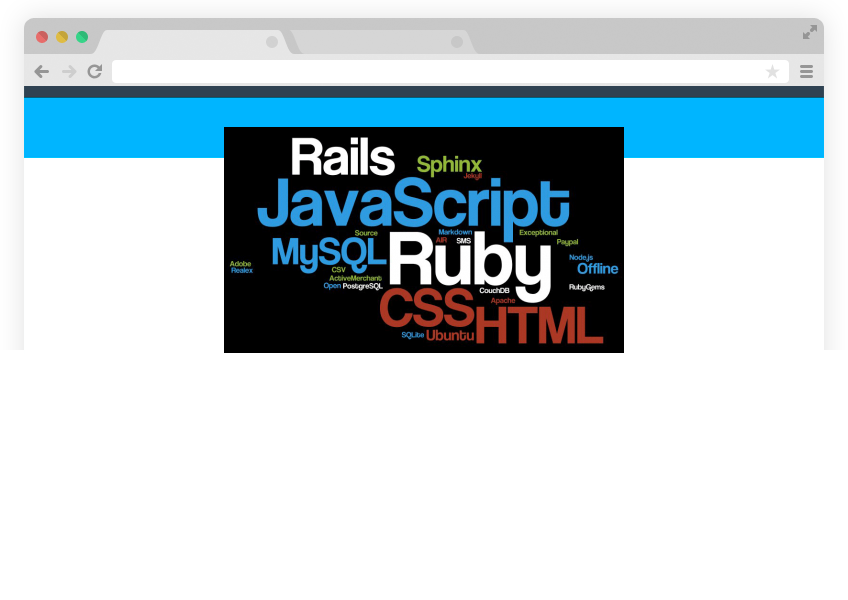 Rails
Sphinx
Jekyll
JavaScript
Source
Markdown
Exceptional
AIR
SMS
Paypal
MySQL
Ruby
Node.js
Adobe
Realex
CSV
Offline
ActiveMerchant
Open
PostgreSQL
CouchDB
RubyGems
CSS
Apache
HTML
SQLite
Ubuntu